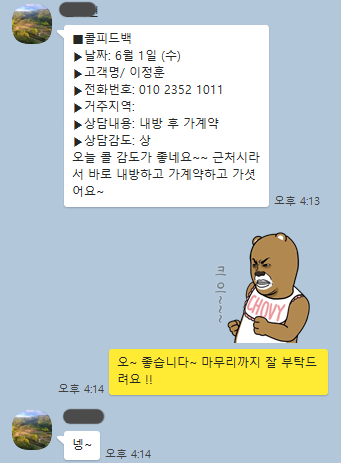 ■콜피드백
▶날짜: 6월 1일 (수)
▶고객명/ 이정훈
▶전화번호: 010 2352 1011
▶거주지역:
▶상담내용: 내방 후 가계약
▶상담감도: 상
오늘 콜 감도가 좋네요~~ 근처시라
서 바로 내방하고 가계약하고 가셧
어요~
오후 4:13
크으~~~
CHOVY
오~ 좋습니다~ 마무리까지 잘 부탁드
려요 !!
오후 4:14
넹~
오후 4:14